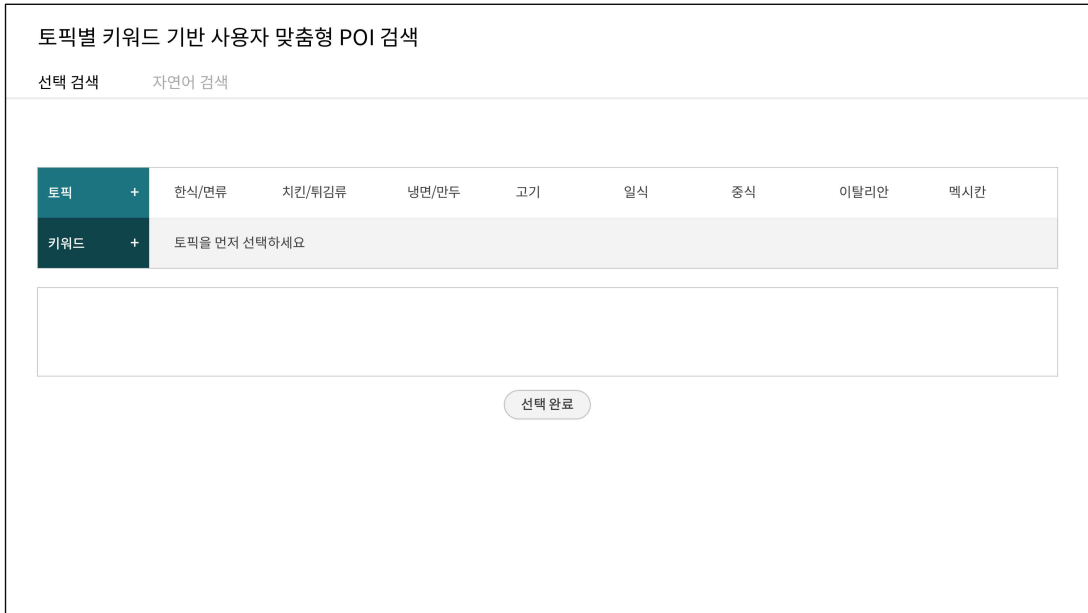 토픽별 키워드 기반 사용자 맞춤형 POI 검색
선택 검색 자연어 검색
토픽 + 한식/면류 치킨/튀김류 냉면/만두 고기 일식 중식 이탈리안 멕시칸
키워드 + 토픽을 먼저 선택하세요
선택 완료